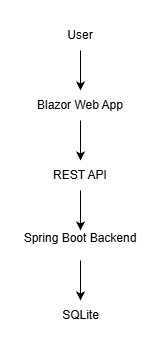 User
Blazor Web App
REST API
Spring Boot Backend
SQLite